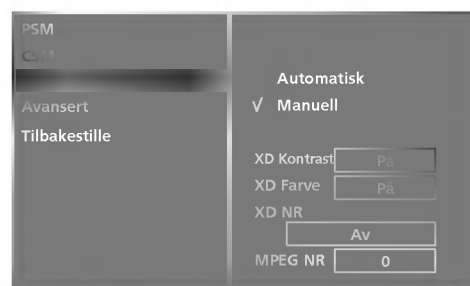 PSM
CSM
Avansert
Tilbakestille
Automatisk
√ Manuell
XD Kontrast På
XD Farve På
XD NR
Av
MPEG NR 0